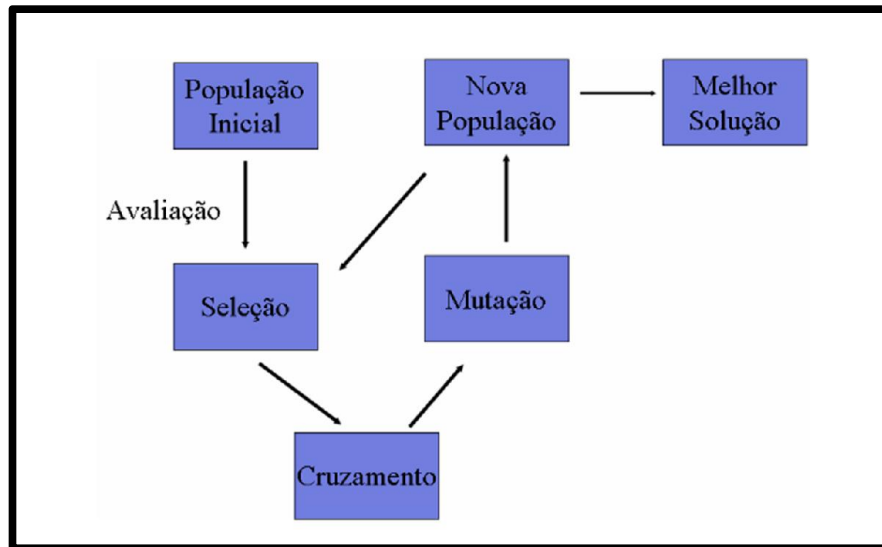 População
Inicial
Nova
População
Melhor
Solução
Avaliação
Seleção
Mutação
Cruzamento